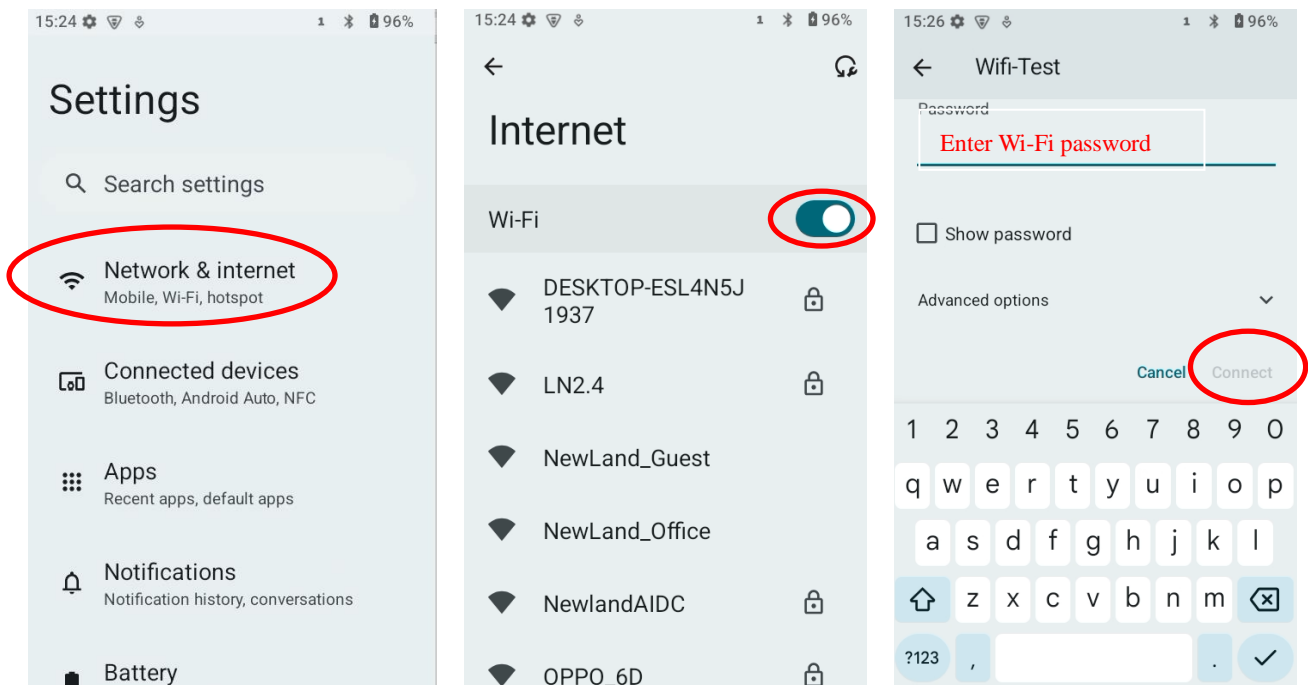 15:24 1 96%
Settings
Search settings
Network & internet
Mobile, Wi-Fi, hotspot
Connected devices
Bluetooth, Android Auto, NFC
Apps
Recent apps, default apps
Notifications
Notification history, conversations
Battery
15:24 1 96%
Internet
Wi-Fi
DESKTOP-ESL4N5J
1937
LN2.4
NewLand_Guest
NewLand_Office
NewlandAIDC
OPPO_6D
15:26 1 96%
Wifi-Test
Password
Enter Wi-Fi password
Show password
Advanced options
Cancel Connect
1 2 3 4 5 6 7 8 9 0
q w e r t y u i o p
a s d f g h j k l
z x c v b n m
?123 , .